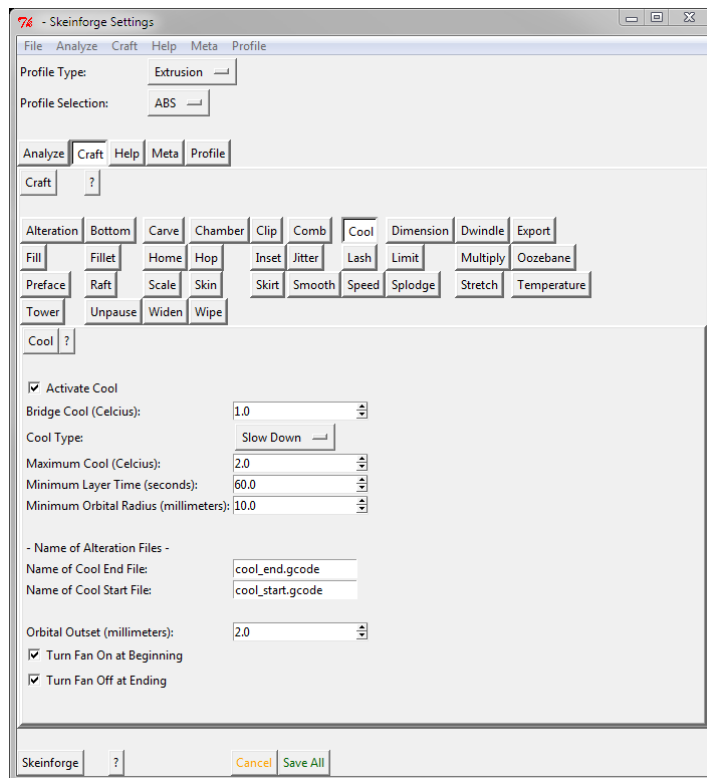 - Skeinforge Settings
File Analyze Craft Help Meta Profile
Profile Type: Extrusion
Profile Selection: ABS
Analyze Craft Help Meta Profile
Craft ?
Alteration Bottom Carve Chamber Clip Comb Cool Dimension Dwindle Export
Fill Fillet Home Hop Inset Jitter Lash Limit Multiply Oozebane
Preface Raft Scale Skin Skirt Smooth Speed Splodge Stretch Temperature
Tower Unpause Widen Wipe
Cool ?
Activate Cool
Bridge Cool (Celcius): 1.0
Cool Type: Slow Down
Maximum Cool (Celcius): 2.0
Minimum Layer Time (seconds): 60.0
Minimum Orbital Radius (millimeters): 10.0
- Name of Alteration Files -
Name of Cool End File: cool_end.gcode
Name of Cool Start File: cool_start.gcode
Orbital Outset (millimeters): 2.0
Turn Fan On at Beginning
Turn Fan Off at Ending
Skeinforge ? Cancel Save All